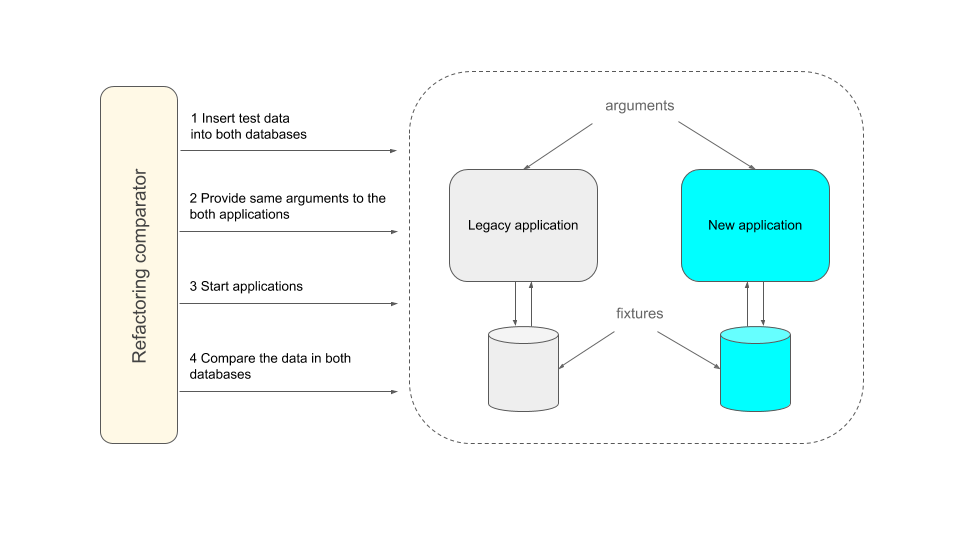 Refactoring comparator
1 Insert test data
into both databases
2 Provide same arguments to the
both applications
3 Start applications
4 Compare the data in both
databases
arguments
Legacy application
New application
fixtures